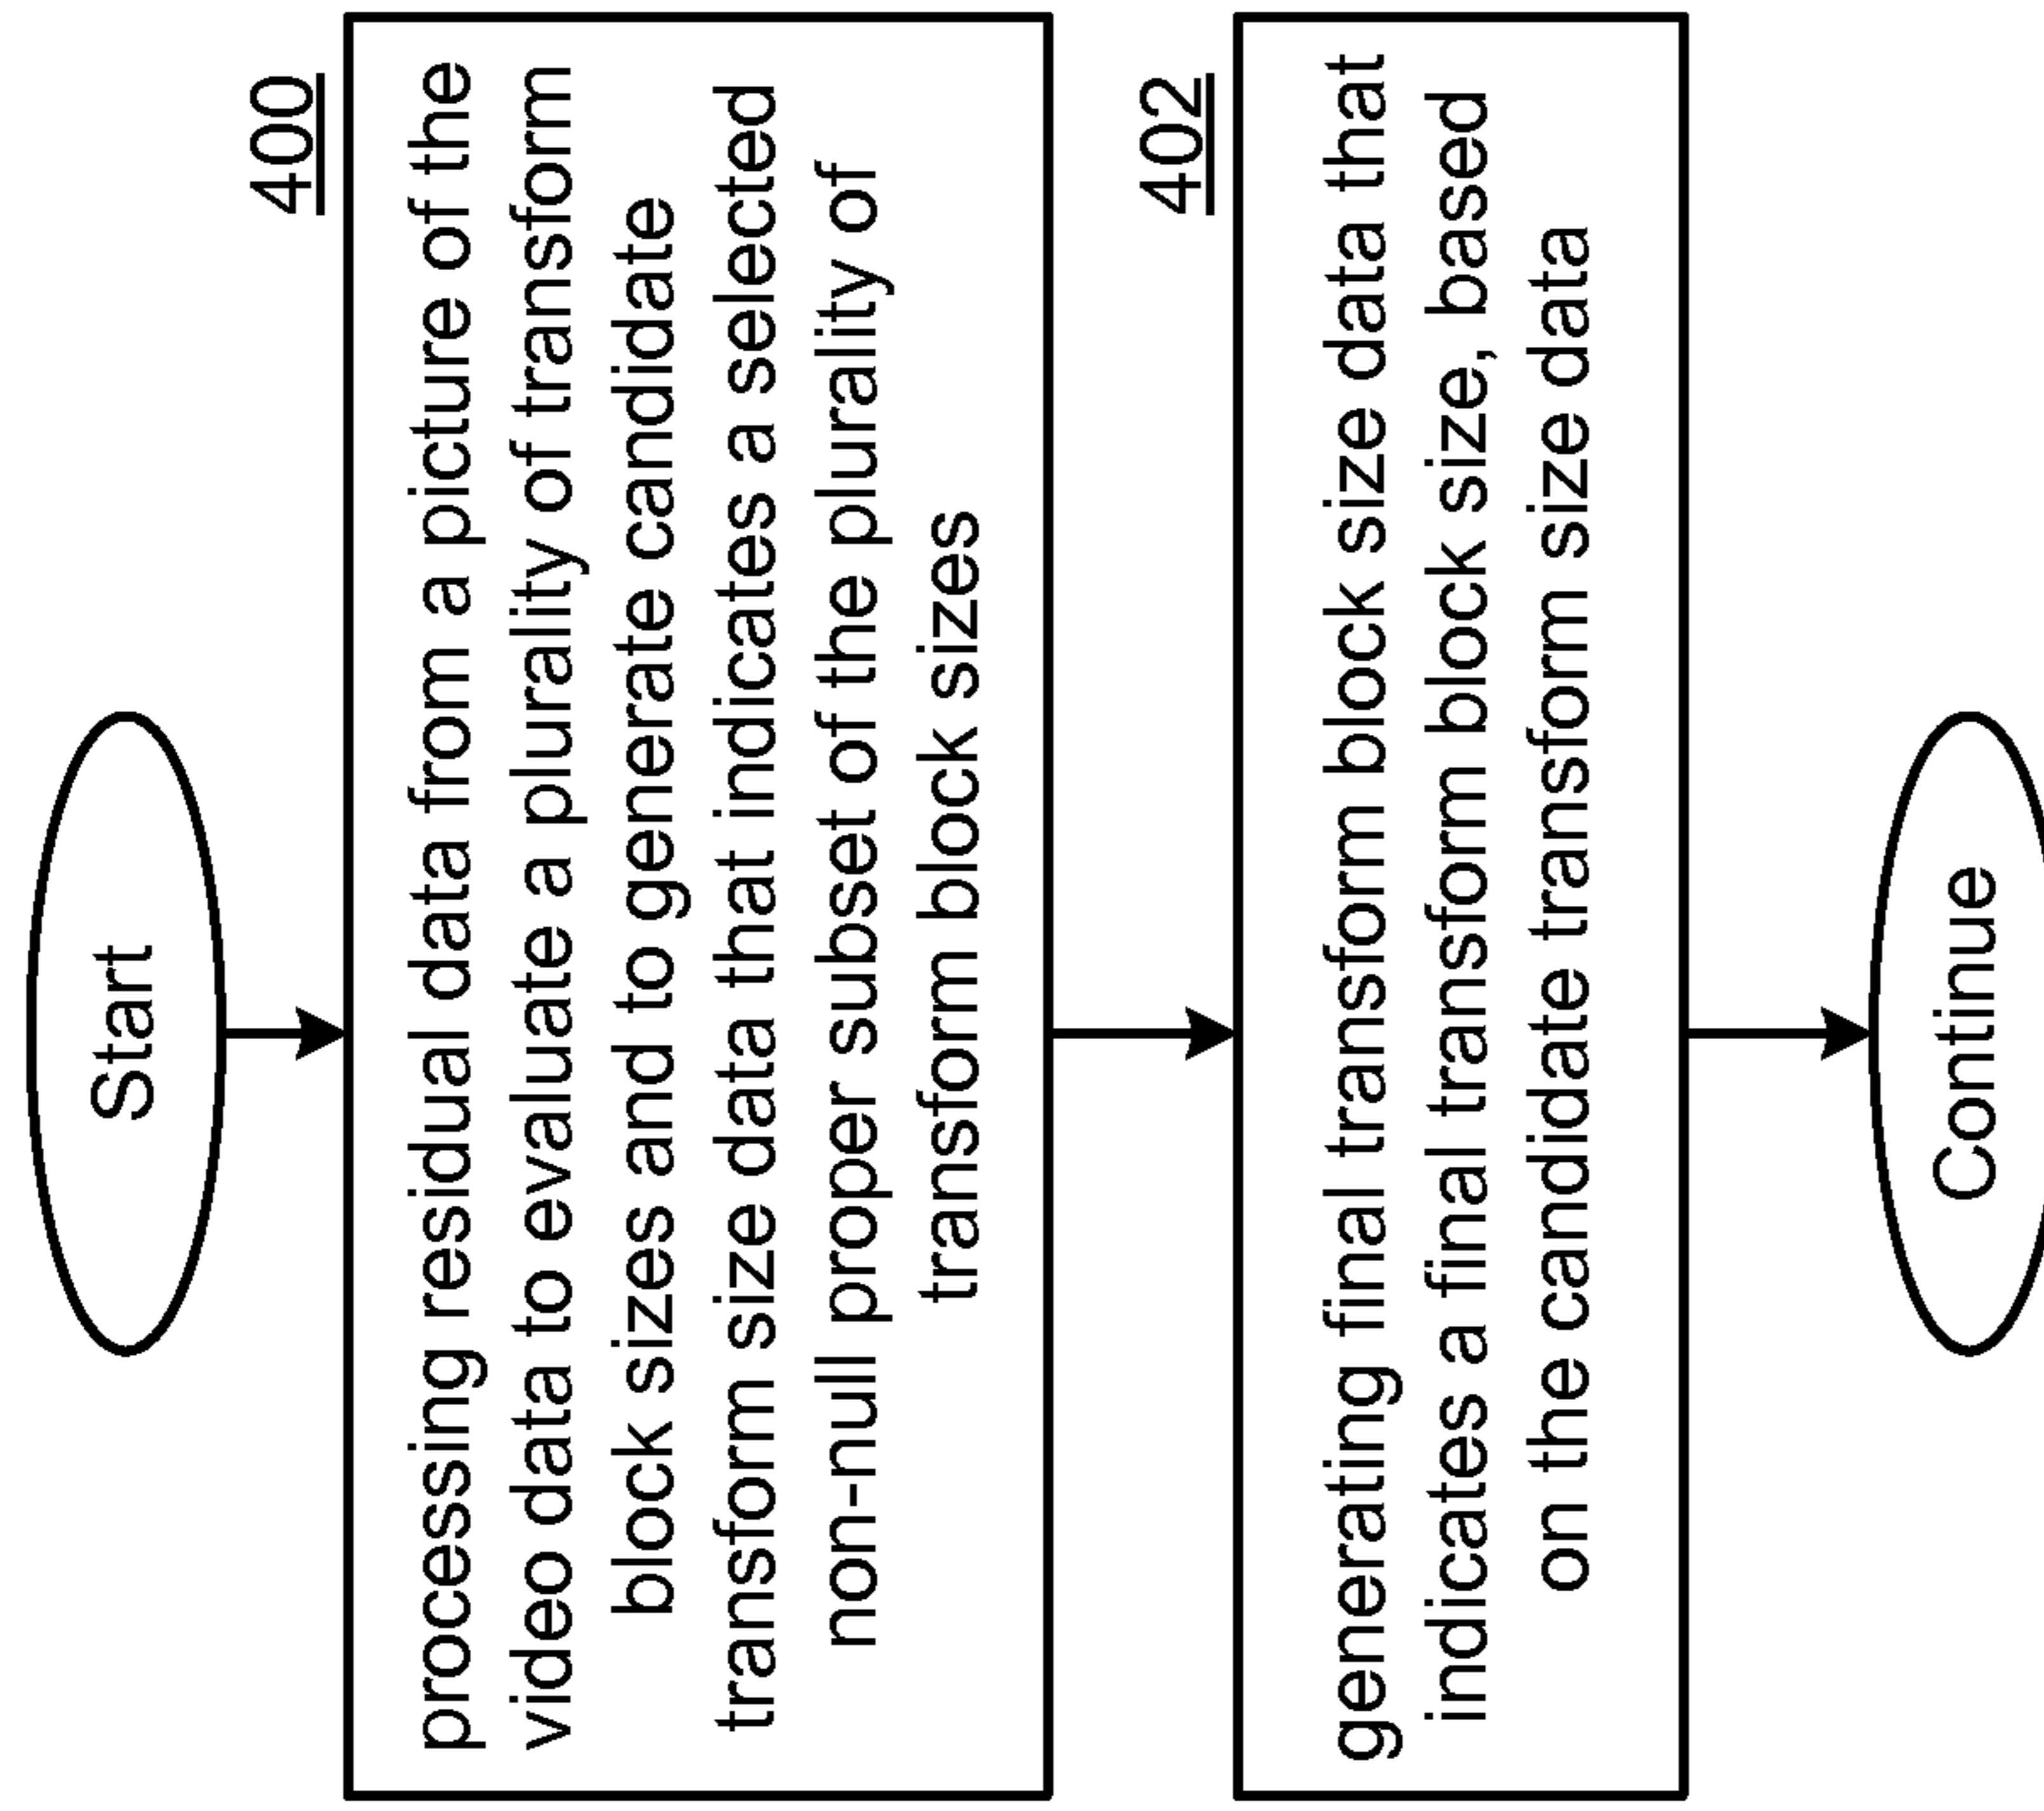 Start
400
processing residual data from a picture of the
video data to evaluate a plurality of transform
block sizes and to generate candidate
transform size data that indicates a selected
non-null proper subset of the plurality of
transform block sizes
402
generating final transform block size data that
indicates a final transform block size, based
on the candidate transform size data
Continue